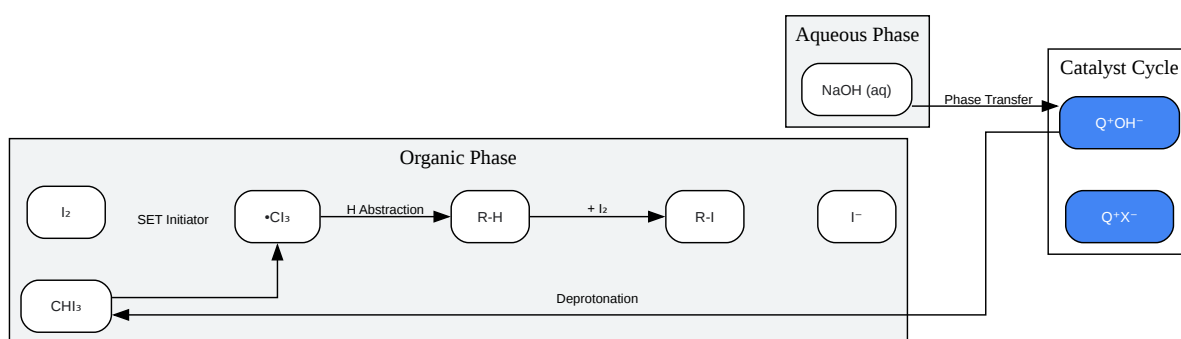 Aqueous Phase
NaOH (aq)
Phase Transfer
Catalyst Cycle
Q⁺OH⁻
Q⁺X⁻
Organic Phase
I₂
SET Initiator
•CI₃
H Abstraction
R-H
+ I₂
R-I
I⁻
CHI₃
Deprotonation